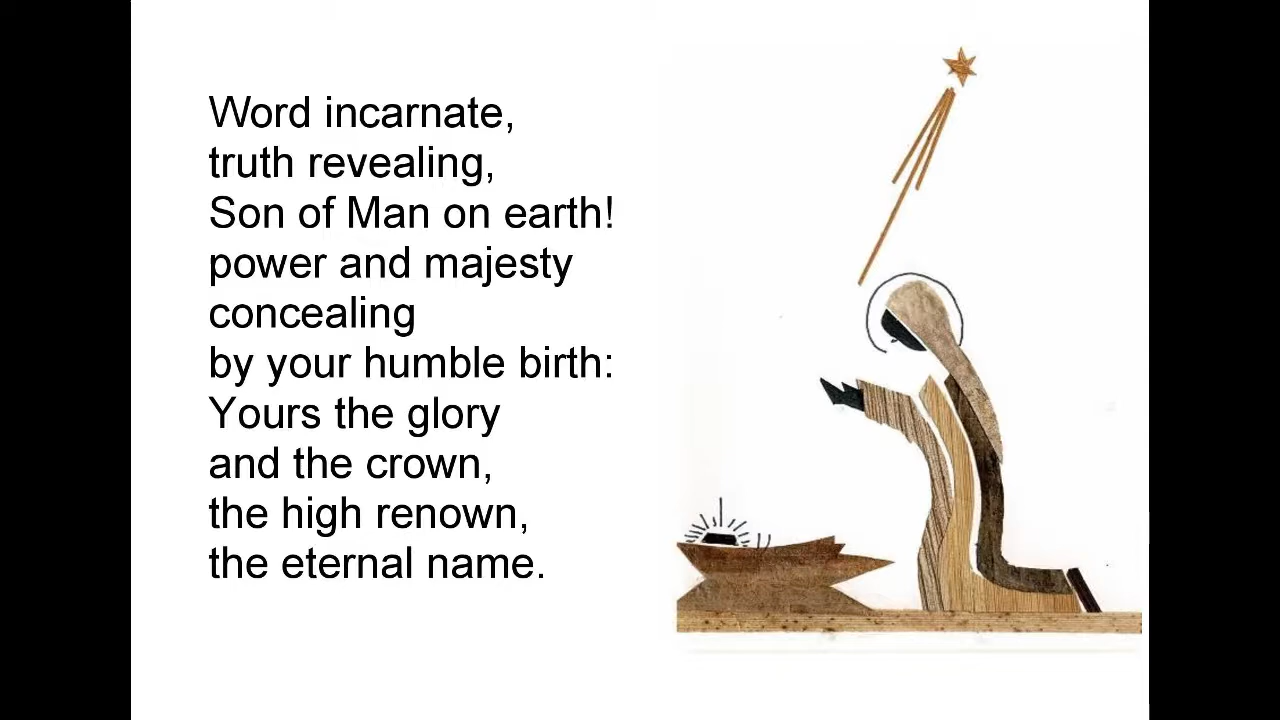 Word incarnate,
truth revealing,
Son of Man on earth!
power and majesty
concealing
by your humble birth:
Yours the glory
and the crown,
the high renown,
the eternal name.